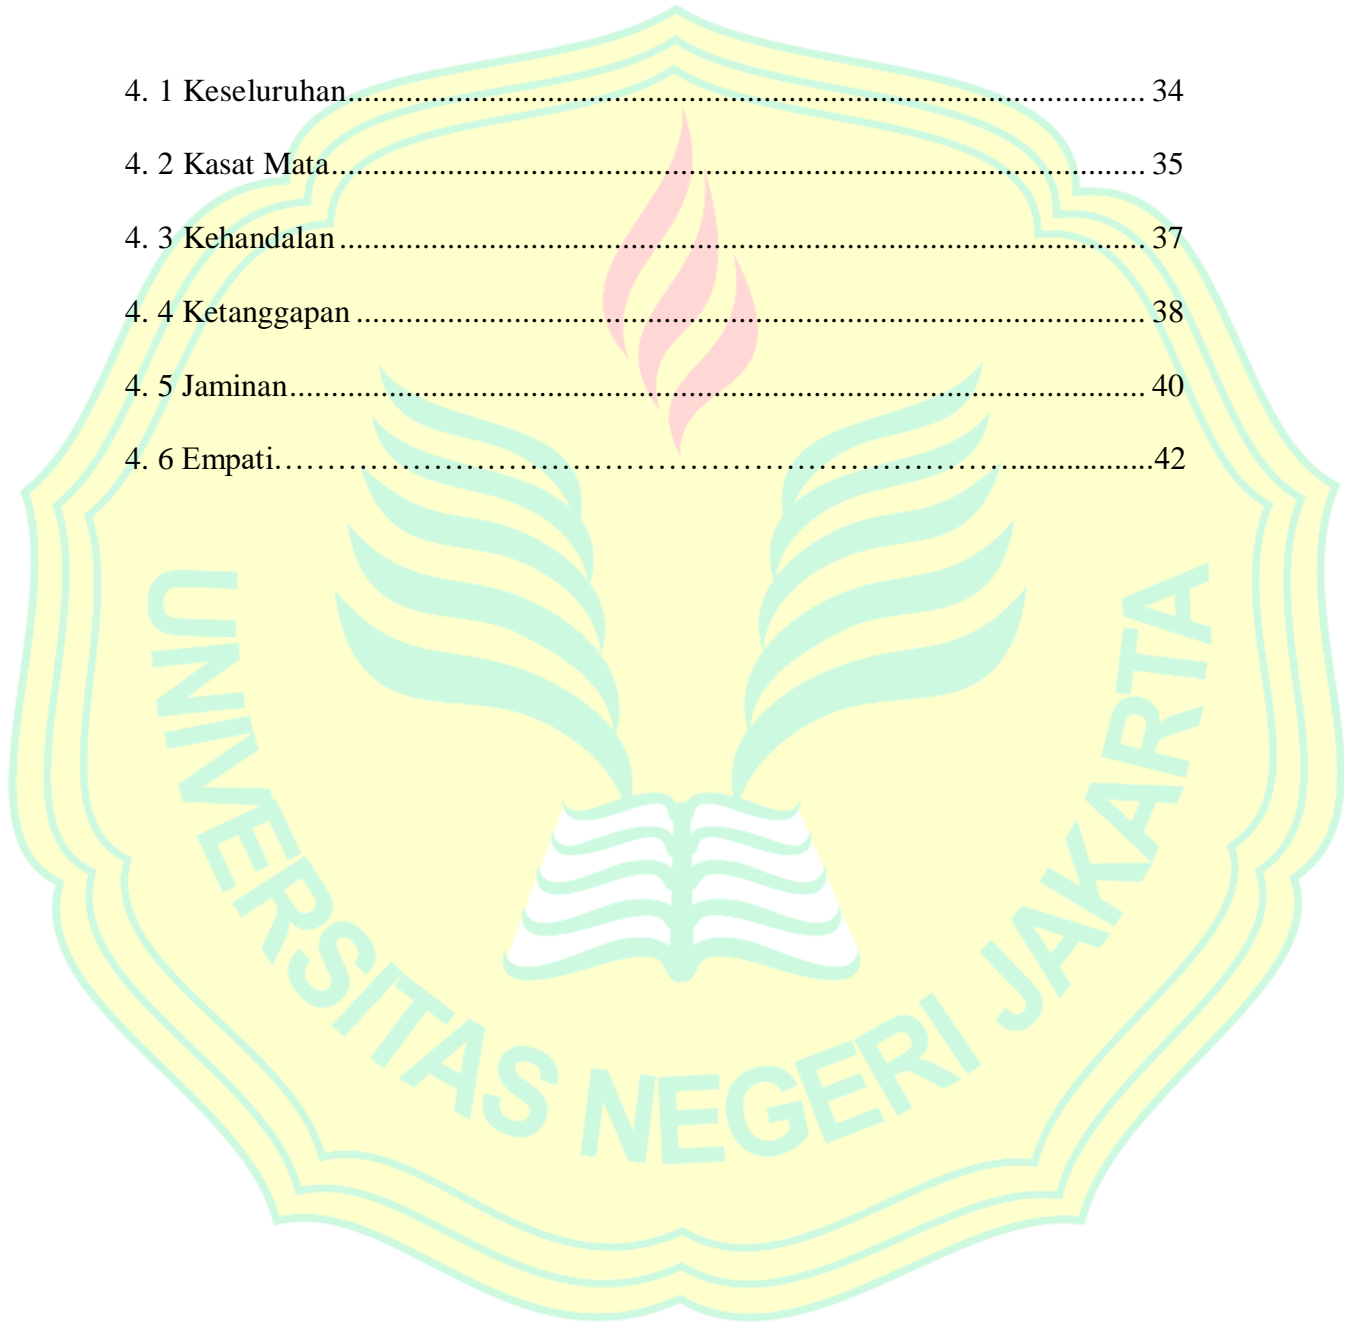 4. 1 Keseluruhan.................................................................................................... 34
4. 2 Kasat Mata...................................................................................................... 35
4. 3 Kehandalan ..................................................................................................... 37
4. 4 Ketanggapan ................................................................................................... 38
4. 5 Jaminan........................................................................................................... 40
4. 6 Empati……………………………………………………………………..................42
UNIVERSITAS NEGERI JAKARTA